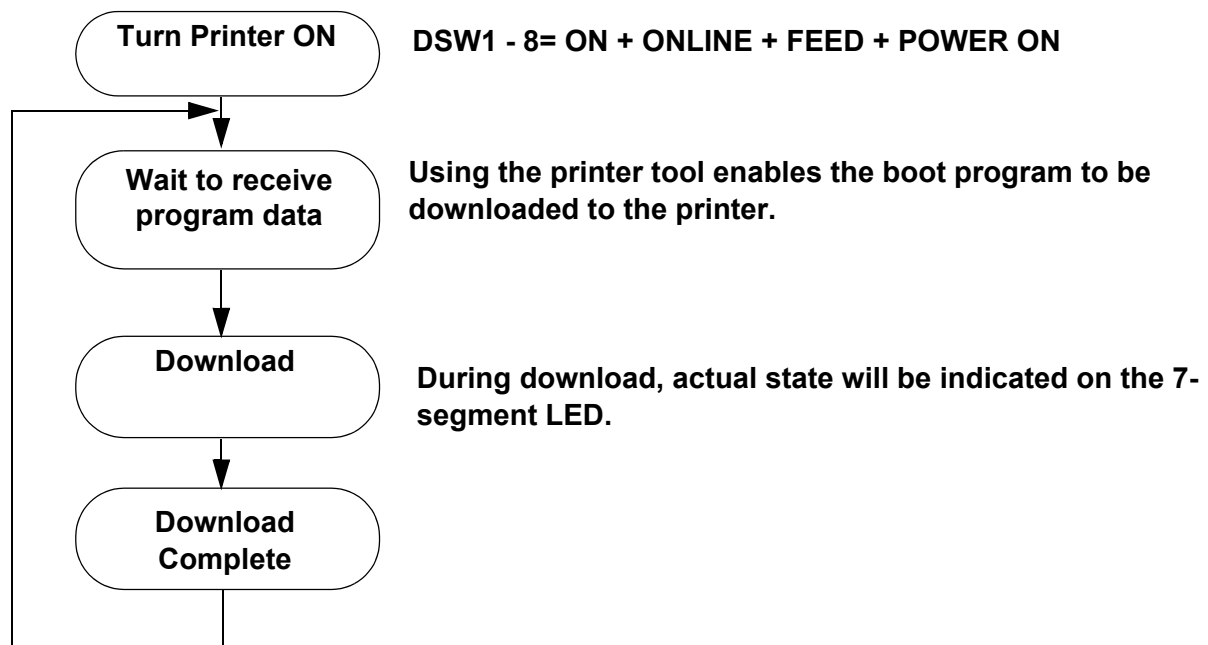 Turn Printer ON
DSW1 - 8= ON + ONLINE + FEED + POWER ON
Wait to receive
program data
Using the printer tool enables the boot program to be
downloaded to the printer.
Download
During download, actual state will be indicated on the 7-
segment LED.
Download
Complete